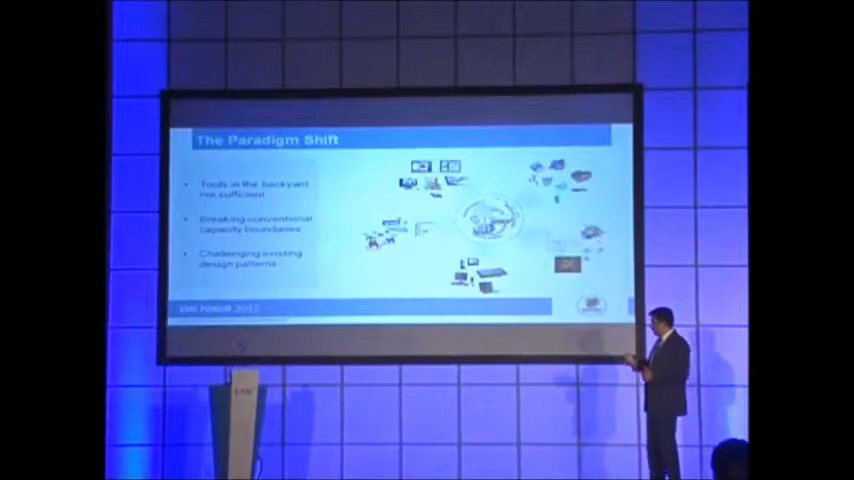 The Paradigm Shift
• Tools in the backyard
not sufficient
• Breaking conventional
capacity boundaries
• Challenging existing
design patterns
EMC FORUM 2012
EMC